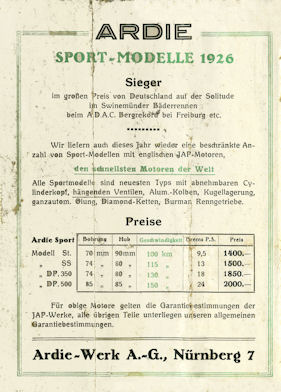 ARDIE
SPORT-MODELLE 1926
Sieger
im großen Preis von Deutschland auf der Solitude
im Swinemünder Bäderrennen
beim A.D.A.C. Bergrekord bei Freiburg etc.
Wir liefern auch dieses Jahr wieder eine beschränkte An-
zahl von Sport-Modellen mit englischen JAP-Motoren,
den schnellsten Motoren der Welt
Alle Sportmodelle sind neuesten Typs mit abnehmbaren Cy-
linderkopf, hängenden Ventilen, Alum.-Kolben, Kugellagerung,
ganzautom. Ölung, Diamond-Ketten, Burman Renngetriebe.
Preise
Ardie Sport Bohrung Hub Geschwindigkeit Brems P.S. Preis
Modell St. 70 mm 90 mm 100 km 9,5 1400.—
„ SS 74 „ 80 „ 115 „ 13 1500.—
„ DP. 350 74 „ 80 „ 130 „ 18 1850.—
„ DP. 500 85 „ 85 „ 150 „ 24 2000.—
Für obige Motore gelten die Garantiebestimmungen der
JAP-Werke, alle übrigen Teile unterliegen unseren allgemeinen
Garantiebestimmungen.
Ardie-Werk A.-G., Nürnberg 7